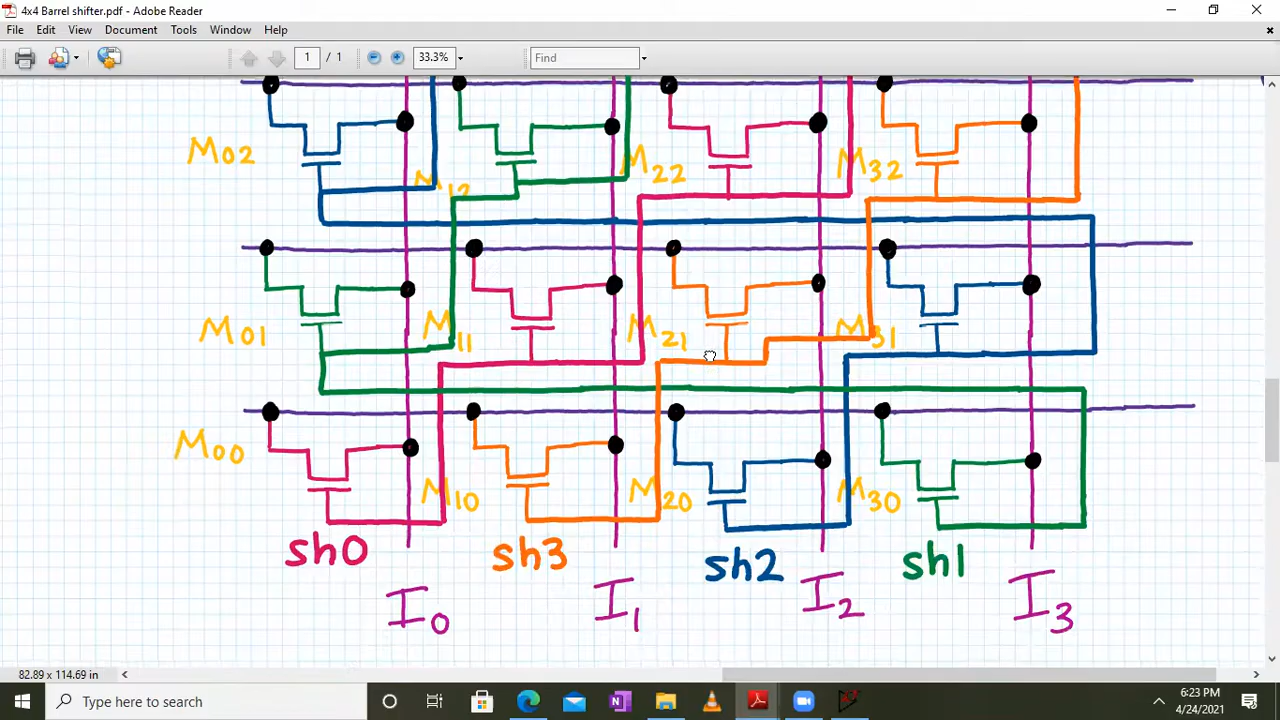 4x4 Barrel shifter.pdf - Adobe Reader
File Edit View Document Tools Window Help
1 / 1 33.3% Find
M02 M12 M22 M32
M01 M11 M21 M31
M00 M10 M20 M30
sh0 sh3 sh2 sh1
I0 I1 I2 I3
82.89 x 114.69 in
Type here to search
6:23 PM
4/24/2021